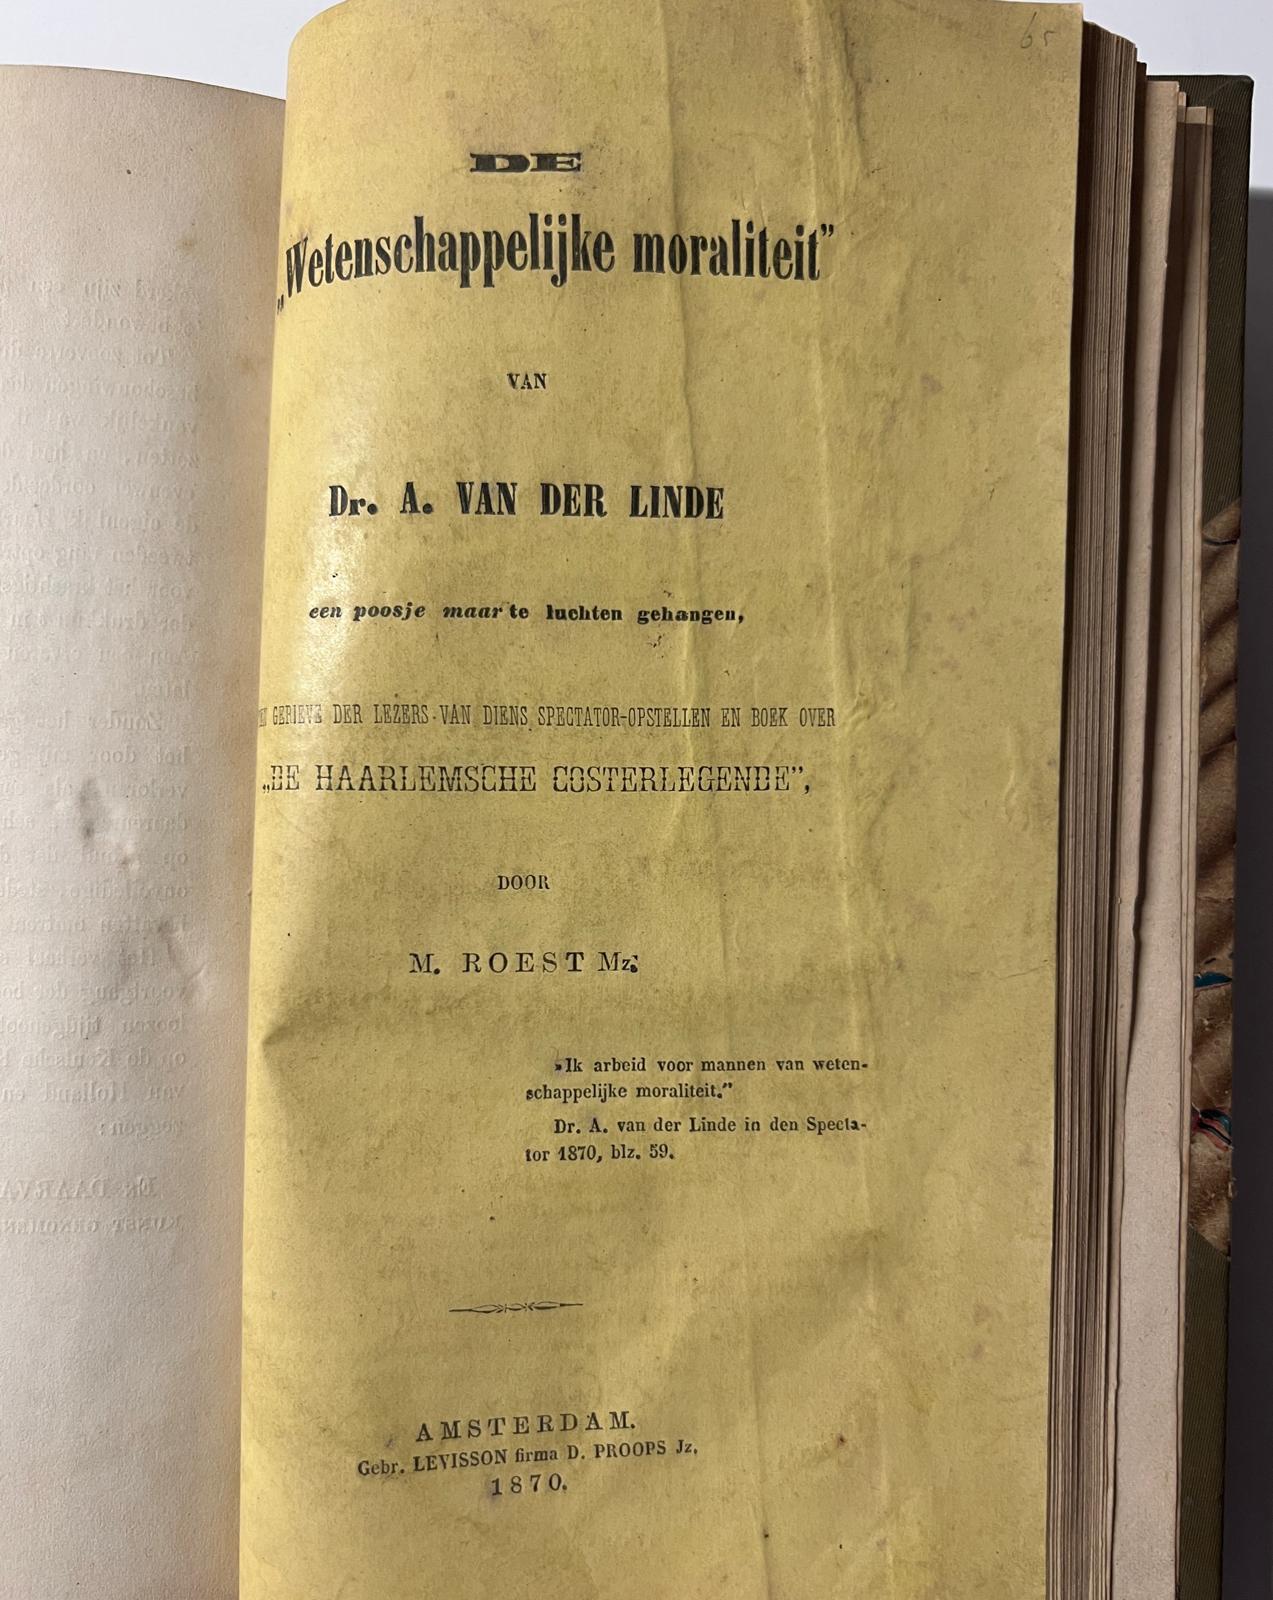 65
DE
„Wetenschappelijke moraliteit”
VAN
Dr. A. VAN DER LINDE
een poosje maar te luchten gehangen,
GERIEVE DER LEZERS VAN DIENS SPECTATOR-OPSTELLEN EN BOEK OVER
„DE HAARLEMSCHE COSTERLEGENDE”,
DOOR
M. ROEST Mz.
»Ik arbeid voor mannen van weten-
schappelijke moraliteit.”
Dr. A. van der Linde in den Specta-
tor 1870, blz. 59.
AMSTERDAM.
Gebr. LEVISSON firma D. PROOPS Jz.
1870.